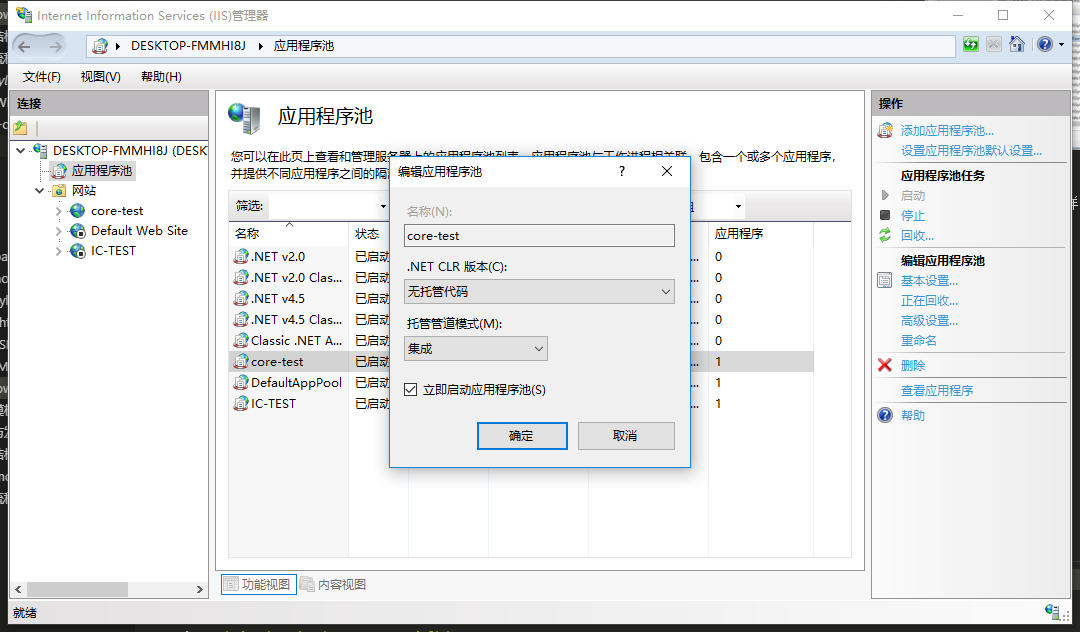 Internet Information Services (IIS)管理器
DESKTOP-FMMHI8J
应用程序池
文件(F)
视图(V)
帮助(H)
连接
DESKTOP-FMMHI8J (DESK
应用程序池
网站
core-test
Default Web Site
IC-TEST
应用程序池
您可以在此页上查看和管理服务器上的应用程序池列表。应用程序池与工作进程相关联，包含一个或多个应用程序，
并提供不同应用程序之间的隔
筛选:
名称 状态 应用程序
.NET v2.0 已启动 ... 0
.NET v2.0 Clas... 已启动 ... 0
.NET v4.5 已启动 ... 0
.NET v4.5 Clas... 已启动 ... 0
Classic .NET A... 已启动 ... 0
core-test 已启动 ... 1
DefaultAppPool 已启动 ... 1
IC-TEST 已启动 ... 1
编辑应用程序池
?
名称(N):
core-test
.NET CLR 版本(C):
无托管代码
托管管道模式(M):
集成
立即启动应用程序池(S)
确定
取消
功能视图
内容视图
操作
添加应用程序池...
设置应用程序池默认设置...
应用程序池任务
启动
停止
回收...
编辑应用程序池
基本设置...
正在回收...
高级设置...
重命名
删除
查看应用程序
帮助
就绪